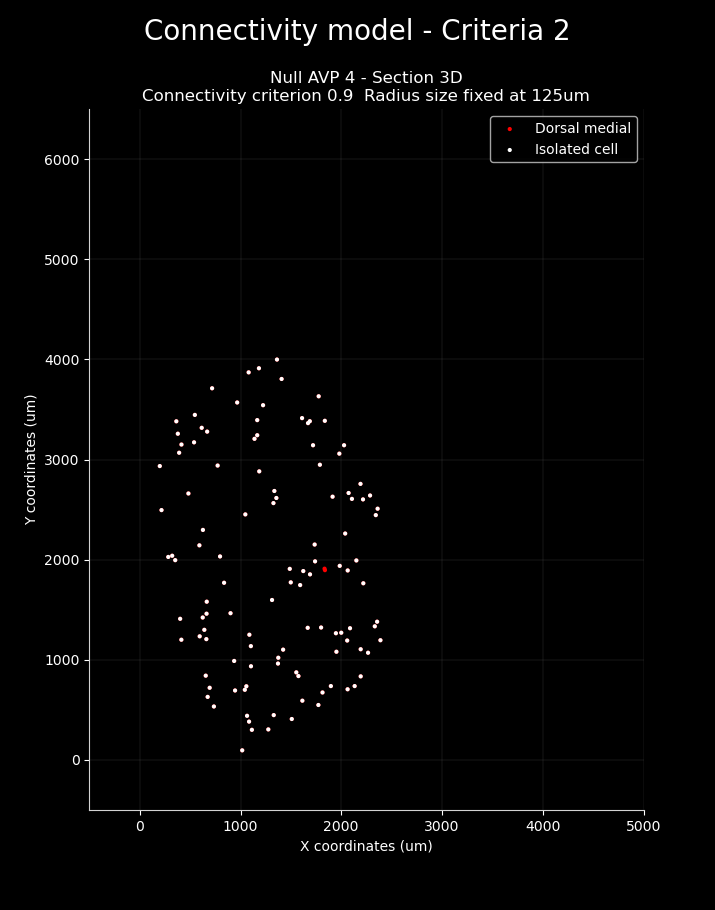 Connectivity model - Criteria 2
Null AVP 4 - Section 3D
Connectivity criterion 0.9  Radius size fixed at 125um
Dorsal medial
Isolated cell
6000
5000
4000
3000
2000
1000
0
Y coordinates (um)
0 1000 2000 3000 4000 5000
X coordinates (um)